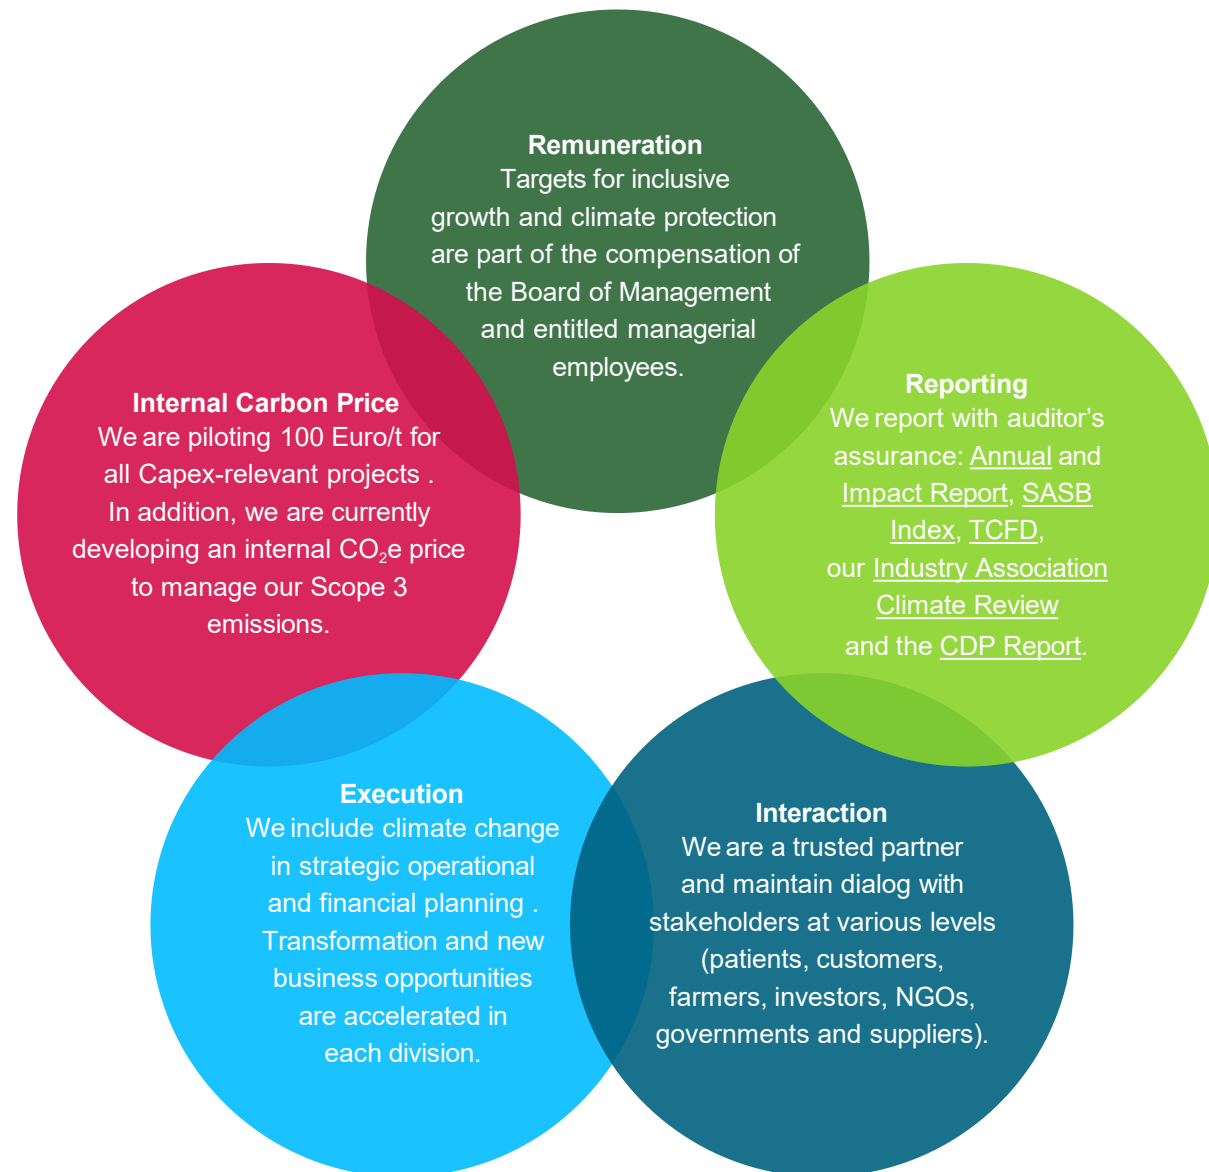 Remuneration
Targets for inclusive
growth and climate protection
are part of the compensation of
the Board of Management
and entitled managerial
employees.
Internal Carbon Price
We are piloting 100 Euro/t for
all Capex-relevant projects .
In addition, we are currently
developing an internal CO₂e price
to manage our Scope 3
emissions.
Reporting
We report with auditor’s
assurance: Annual and
Impact Report, SASB
Index, TCFD,
our Industry Association
Climate Review
and the CDP Report.
Execution
We include climate change
in strategic operational
and financial planning .
Transformation and new
business opportunities
are accelerated in
each division.
Interaction
We are a trusted partner
and maintain dialog with
stakeholders at various levels
(patients, customers,
farmers, investors, NGOs,
governments and suppliers).